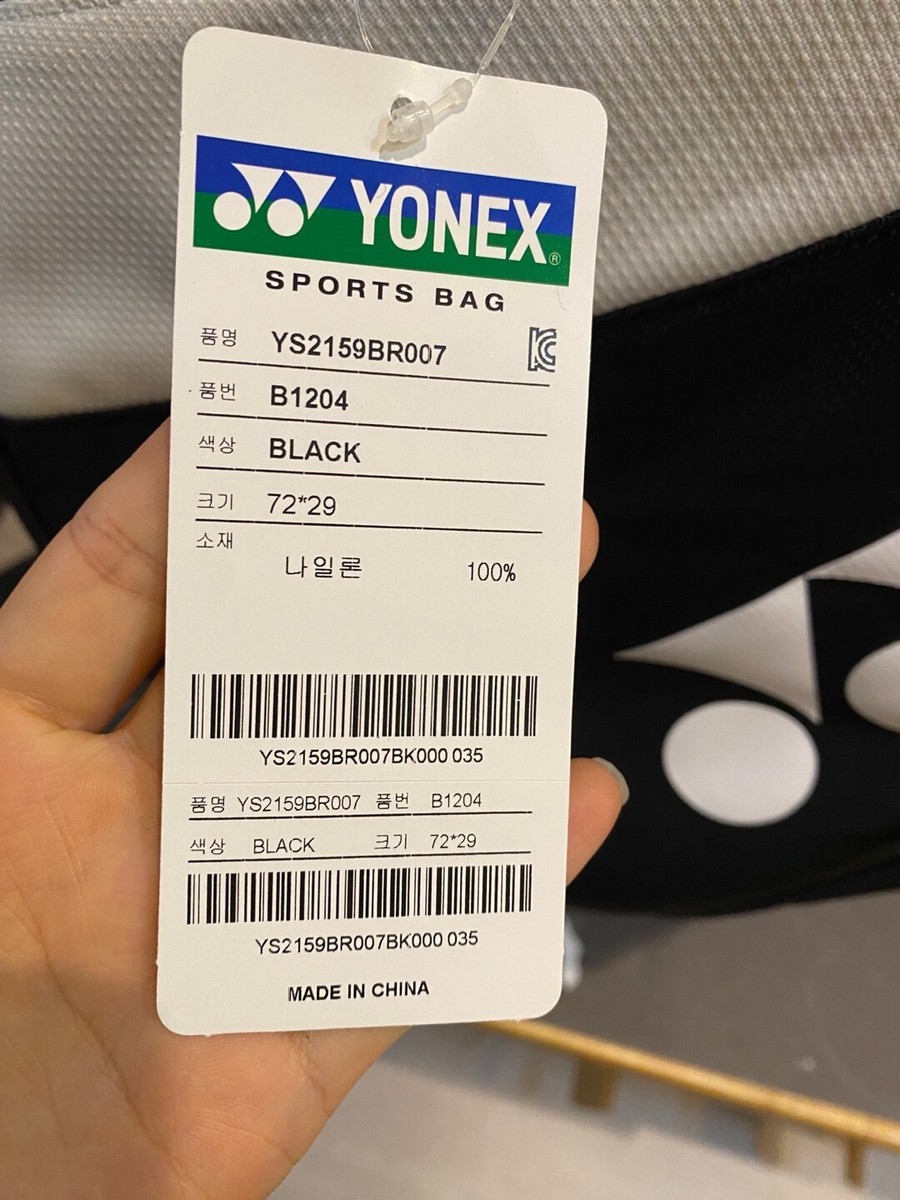 YONEX®
SPORTS BAG
품명 YS2159BR007
품번 B1204
색상 BLACK
크기 72*29
소재
나일론 100%
YS2159BR007BK000 035
품명 YS2159BR007 품번 B1204
색상 BLACK 크기 72*29
YS2159BR007BK000 035
MADE IN CHINA